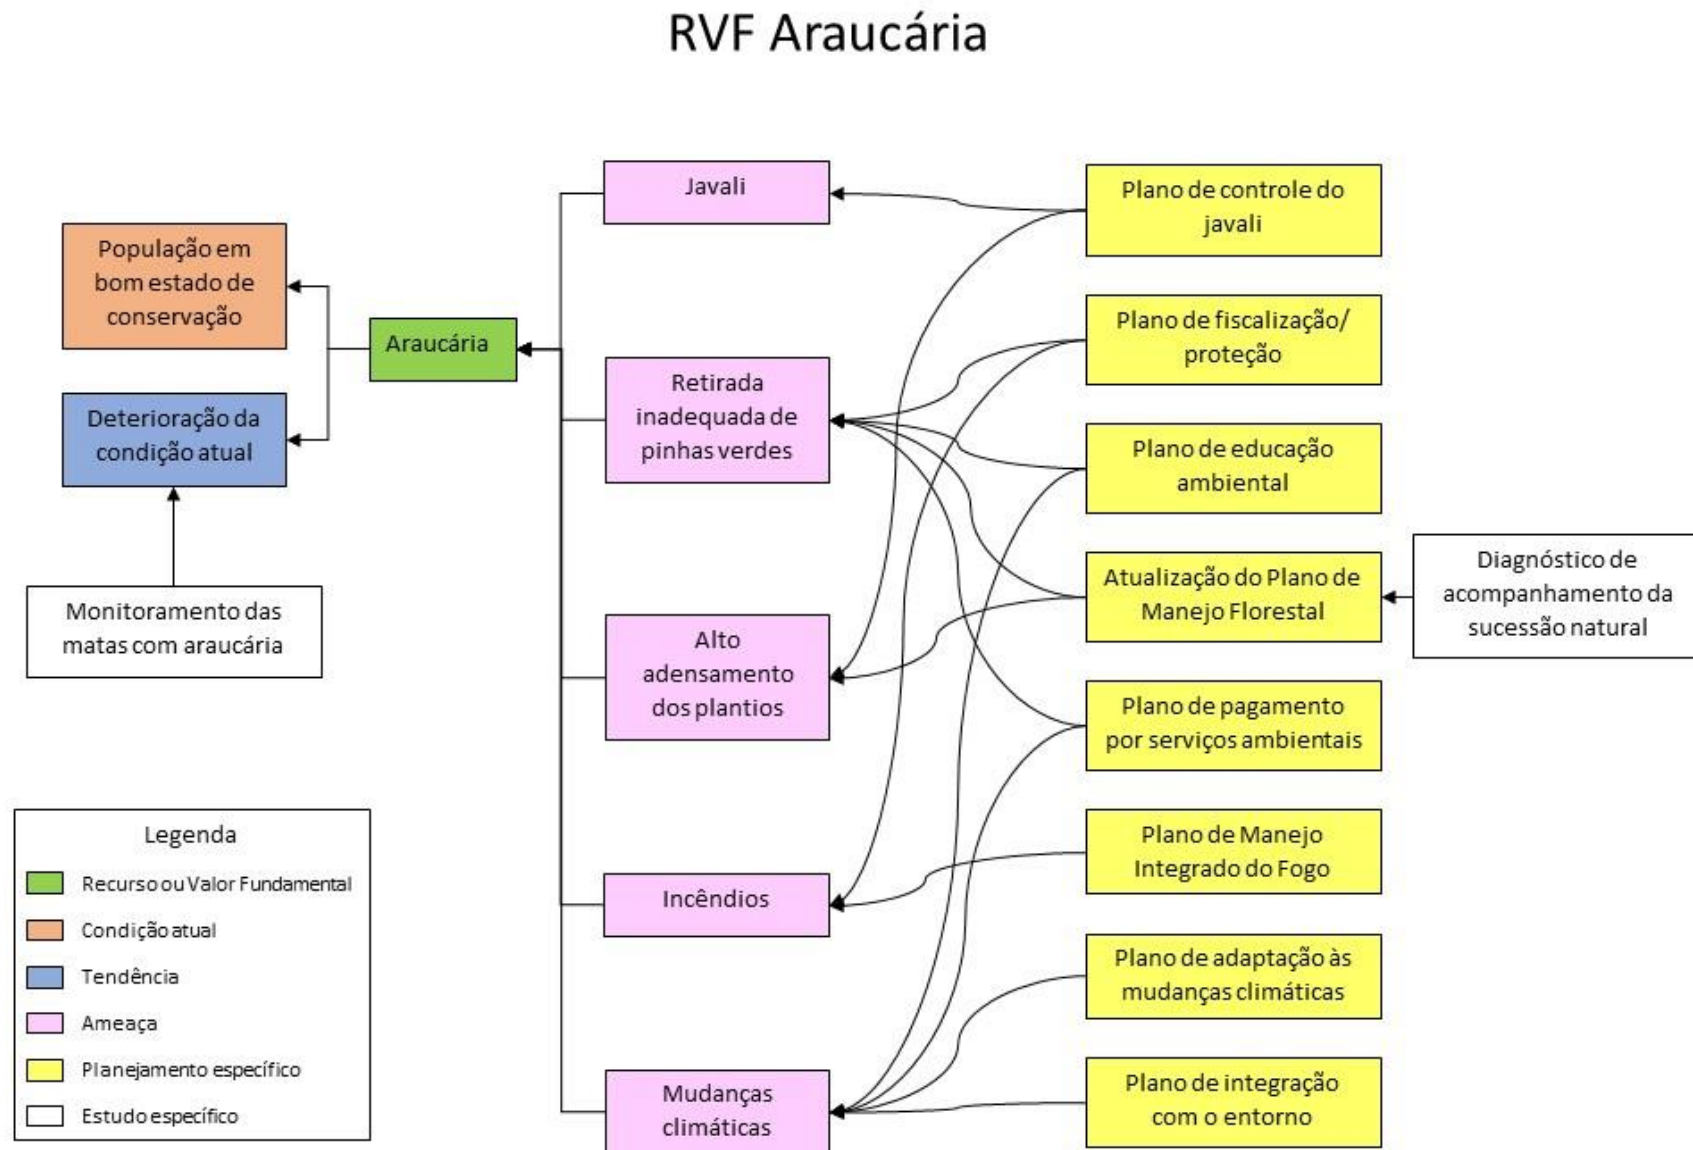 RVF Araucária
População em
bom estado de
conservação
Deterioração da
condição atual
Monitoramento das
matas com araucária
Araucária
Javali
Retirada
inadequada de
pinhas verdes
Alto
adensamento
dos plantios
Incêndios
Mudanças
climáticas
Plano de controle do
javali
Plano de fiscalização/
proteção
Plano de educação
ambiental
Atualização do Plano de
Manejo Florestal
Plano de pagamento
por serviços ambientais
Plano de Manejo
Integrado do Fogo
Plano de adaptação às
mudanças climáticas
Plano de integração
com o entorno
Diagnóstico de
acompanhamento da
sucessão natural
Legenda
Recurso ou Valor Fundamental
Condição atual
Tendência
Ameaça
Planejamento específico
Estudo específico